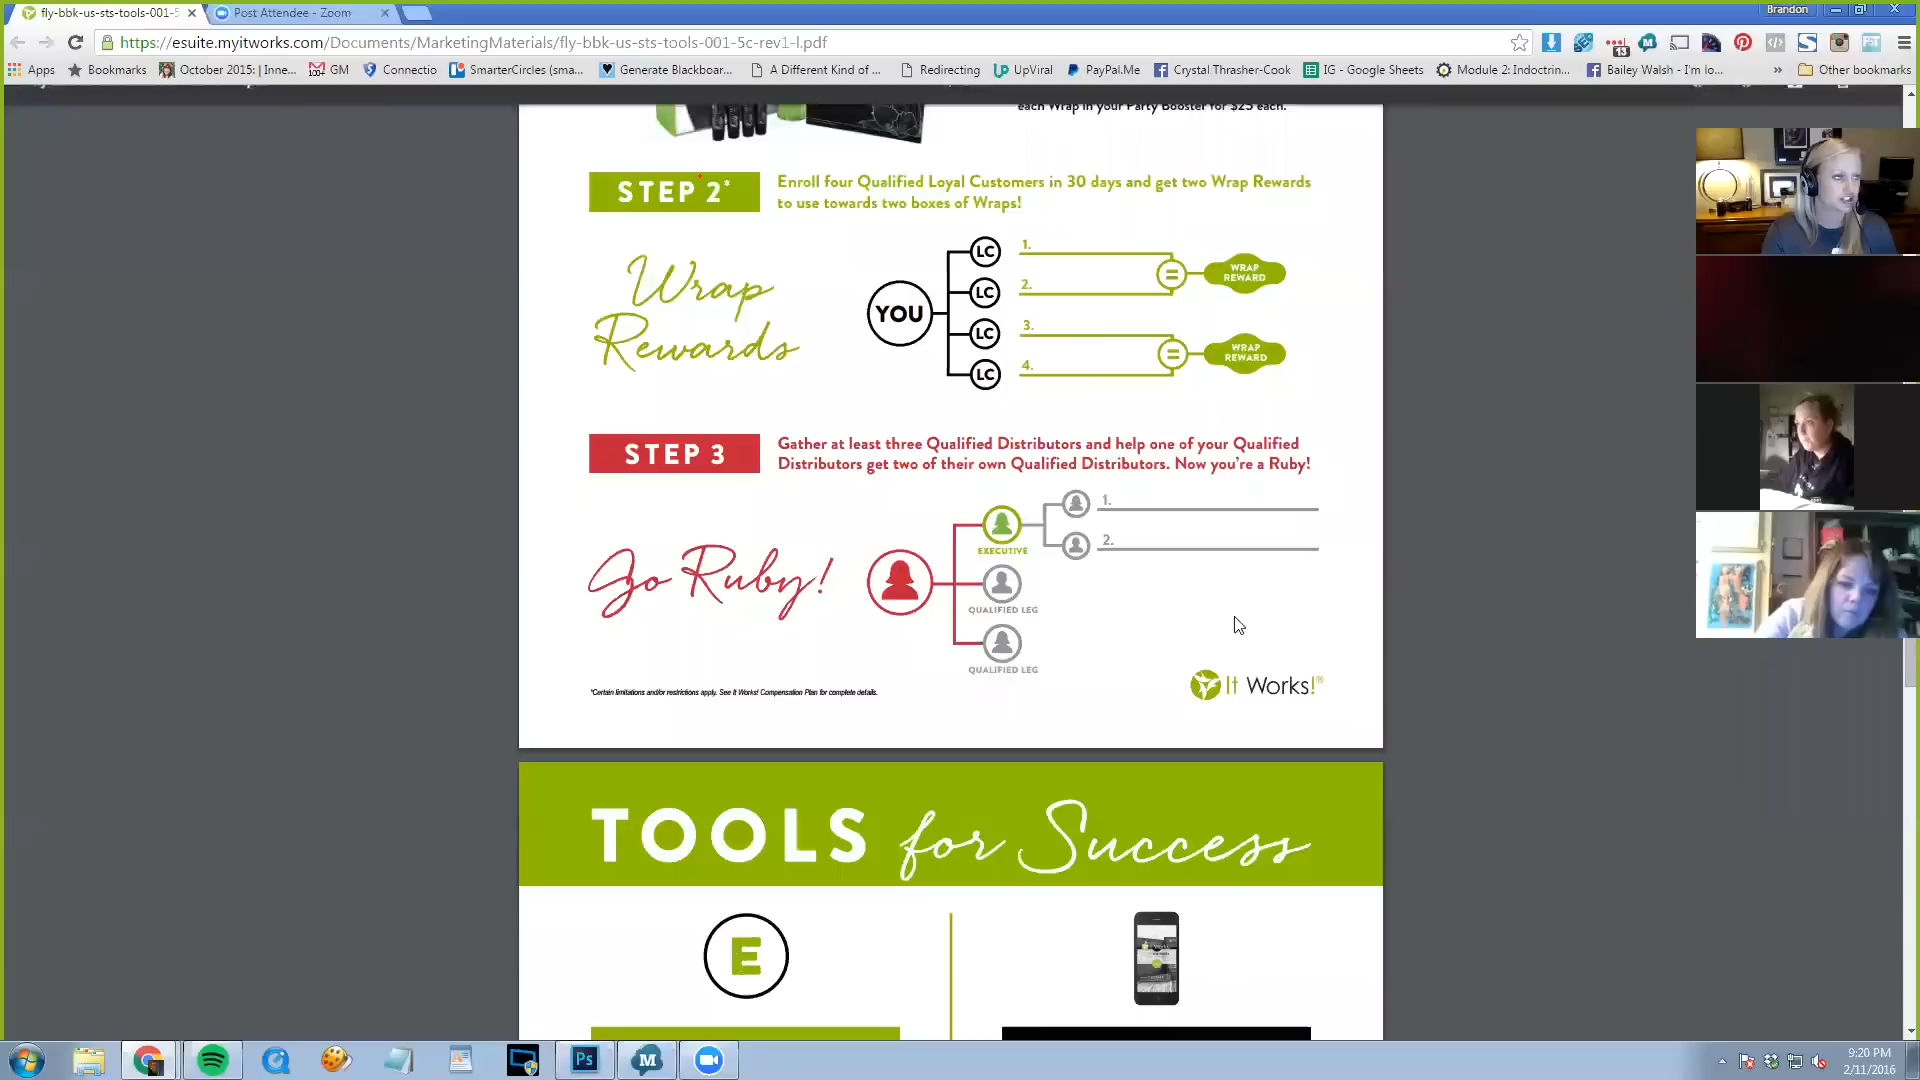 fly-bbk-us-sts-tools-001-5
Post Attendee - Zoom
Brandon
https://esuite.myitworks.com/Documents/MarketingMaterials/fly-bbk-us-sts-tools-001-5c-rev1-l.pdf
13
Apps
Bookmarks
October 2015: | Inne...
GM
Connectio
SmarterCircles (sma...
Generate Blackboar...
A Different Kind of ...
Redirecting
UpViral
PayPal.Me
Crystal Thrasher-Cook
IG - Google Sheets
Module 2: Indoctrin...
Bailey Walsh - I'm lo...
»
Other bookmarks
each Wrap in your Party Booster for $25 each.
STEP 2*
Enroll four Qualified Loyal Customers in 30 days and get two Wrap Rewards
to use towards two boxes of Wraps!
Wrap
Rewards
YOU
LC
LC
LC
LC
1.
2.
3.
4.
=
=
WRAP
REWARD
WRAP
REWARD
STEP 3
Gather at least three Qualified Distributors and help one of your Qualified
Distributors get two of their own Qualified Distributors. Now you're a Ruby!
Go Ruby!
EXECUTIVE
1.
2.
QUALIFIED LEG
QUALIFIED LEG
*Certain limitations and/or restrictions apply. See It Works! Compensation Plan for complete details.
It Works!®
TOOLS for Success
E
Ps
M
9:20 PM
2/11/2016